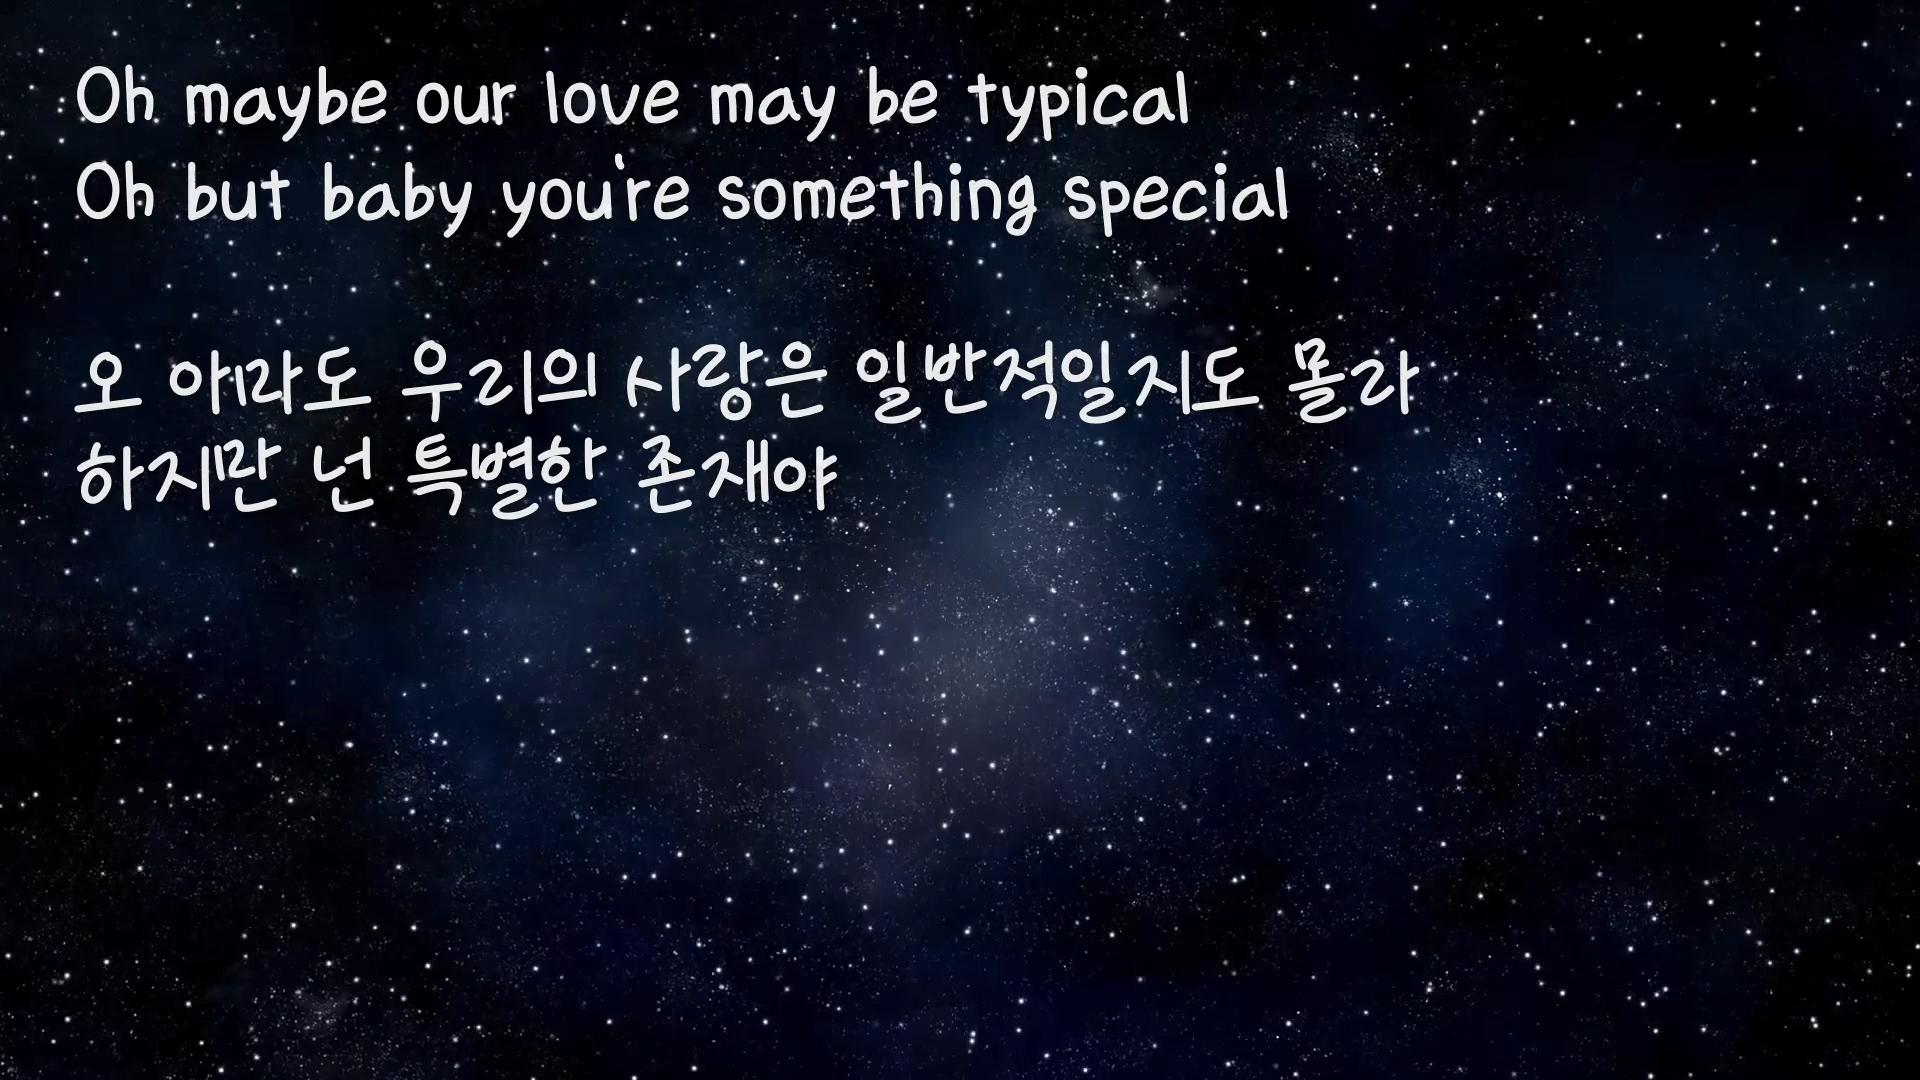 Oh maybe our love may be typical
Oh but baby you're something special
오 아마도 우리의 사랑은 일반적일지도 몰라
하지만 넌 특별한 존재야